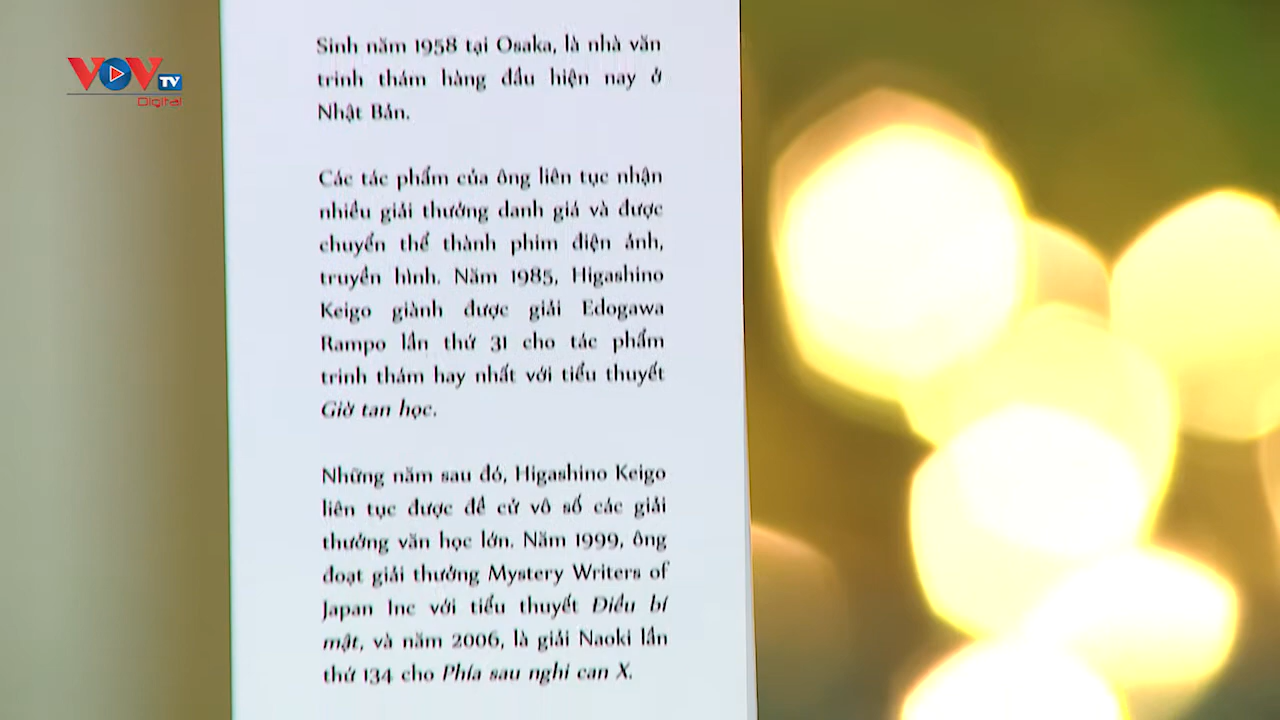 VOV TV
Digital
Sinh năm 1958 tại Osaka, là nhà văn
trinh thám hàng đầu hiện nay ở
Nhật Bản.
Các tác phẩm của ông liên tục nhận
nhiều giải thưởng danh giá và được
chuyển thể thành phim điện ảnh,
truyền hình. Năm 1985, Higashino
Keigo giành được giải Edogawa
Rampo lần thứ 31 cho tác phẩm
trinh thám hay nhất với tiểu thuyết
Giờ tan học.
Những năm sau đó, Higashino Keigo
liên tục được đề cử vô số các giải
thưởng văn học lớn. Năm 1999, ông
đoạt giải thưởng Mystery Writers of
Japan Inc với tiểu thuyết Điều bí
mật, và năm 2006, là giải Naoki lần
thứ 134 cho Phía sau nghi can X.